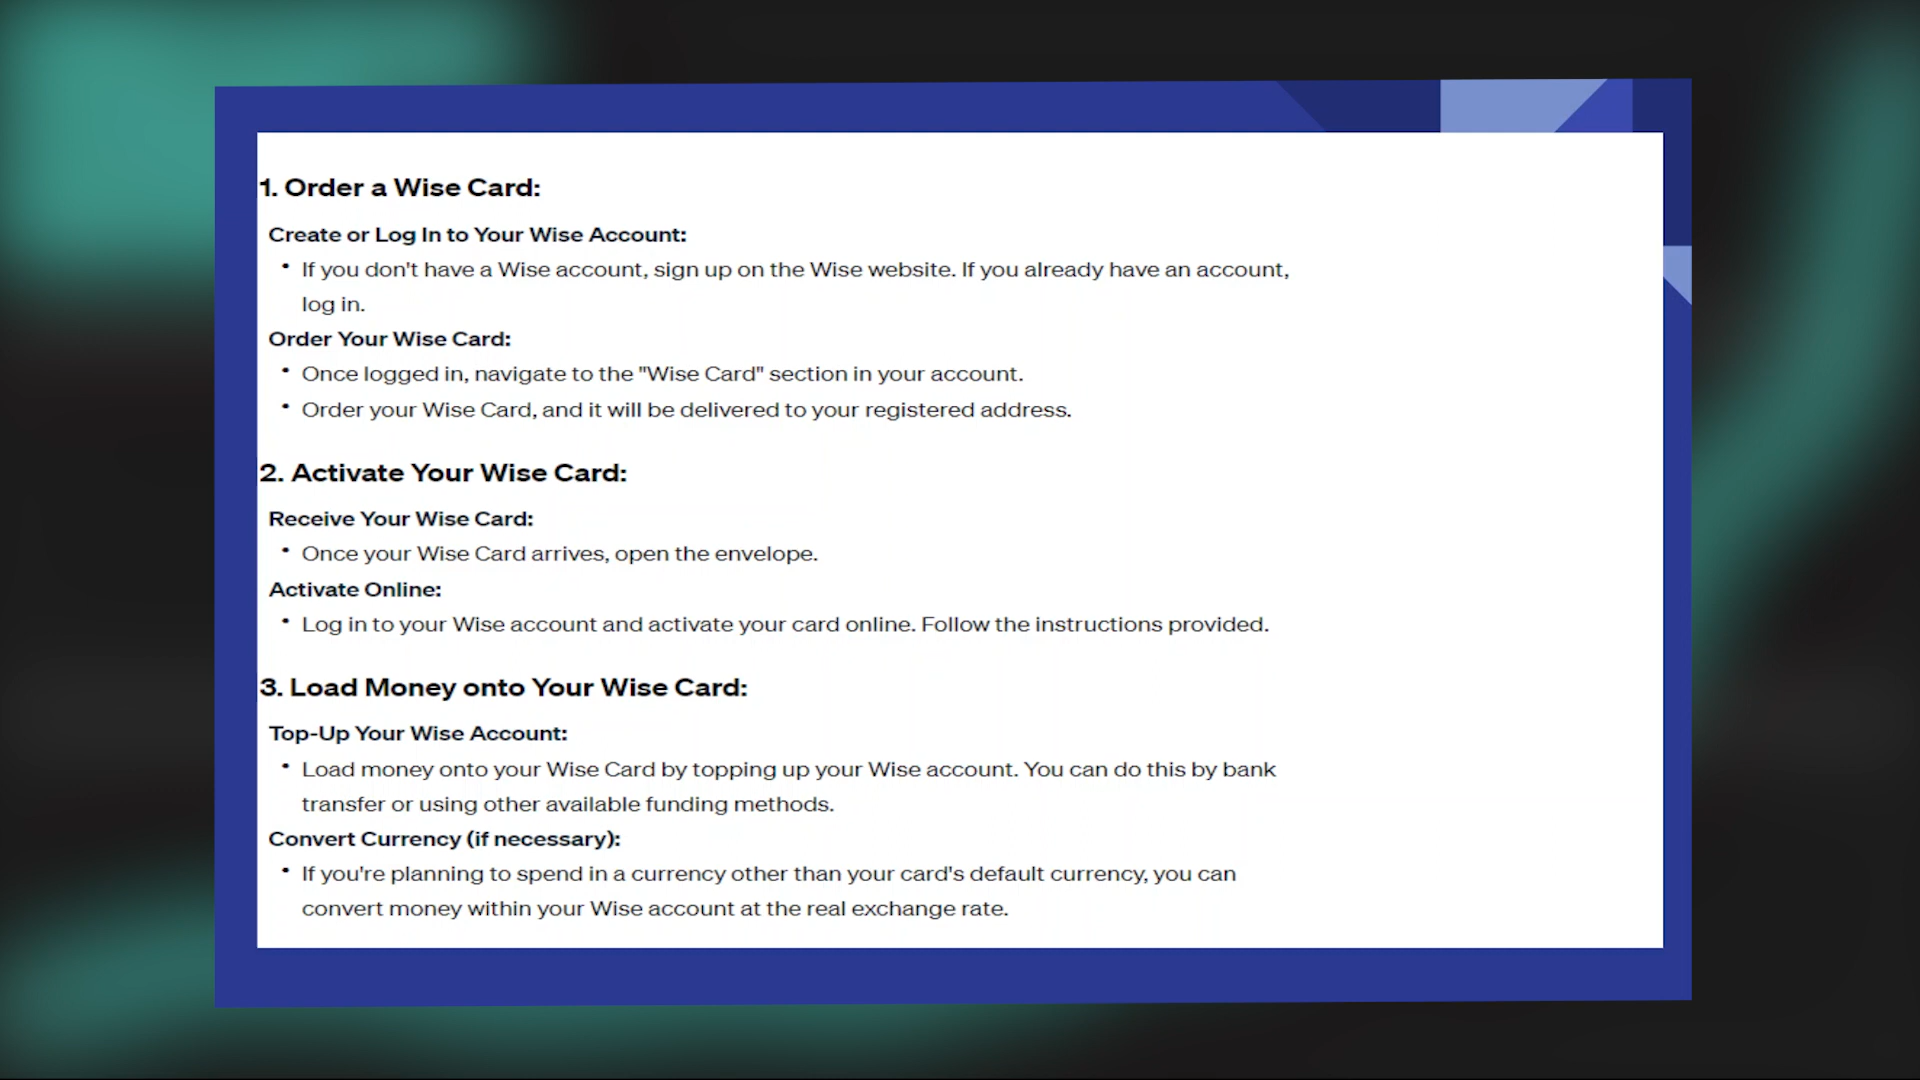 1. Order a Wise Card:
Create or Log In to Your Wise Account:
• If you don't have a Wise account, sign up on the Wise website. If you already have an account,
log in.
Order Your Wise Card:
• Once logged in, navigate to the "Wise Card" section in your account.
• Order your Wise Card, and it will be delivered to your registered address.
2. Activate Your Wise Card:
Receive Your Wise Card:
• Once your Wise Card arrives, open the envelope.
Activate Online:
• Log in to your Wise account and activate your card online. Follow the instructions provided.
3. Load Money onto Your Wise Card:
Top-Up Your Wise Account:
• Load money onto your Wise Card by topping up your Wise account. You can do this by bank
transfer or using other available funding methods.
Convert Currency (if necessary):
• If you're planning to spend in a currency other than your card's default currency, you can
convert money within your Wise account at the real exchange rate.